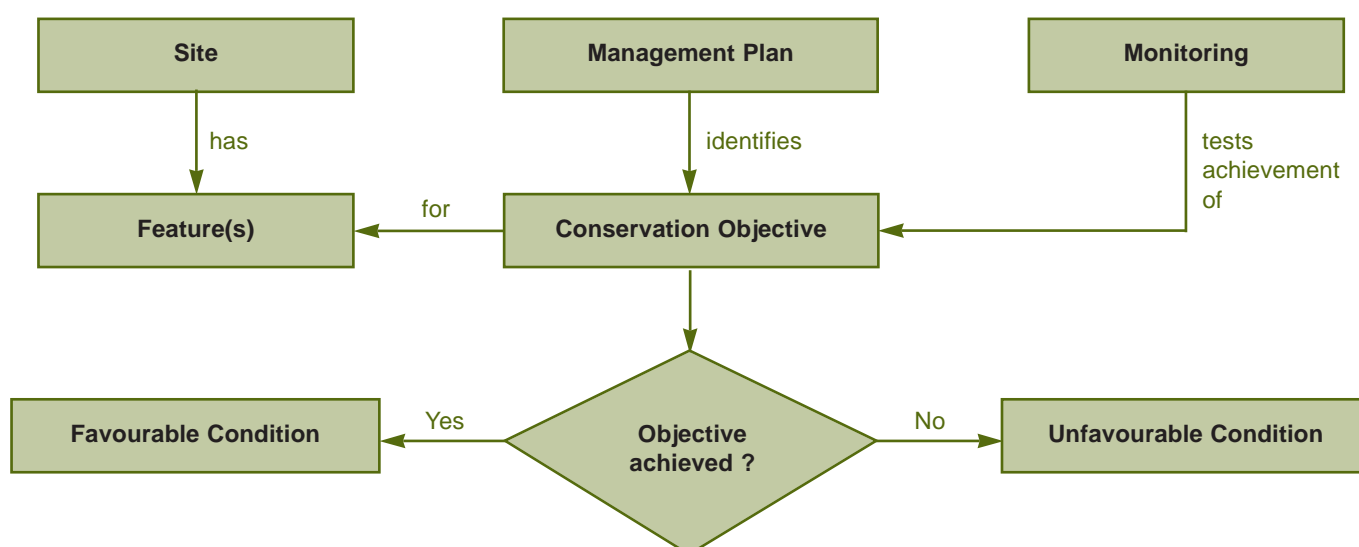 Site
Management Plan
Monitoring
has
identifies
tests
achievement
of
Feature(s)
for
Conservation Objective
Favourable Condition
Yes
Objective
achieved ?
No
Unfavourable Condition